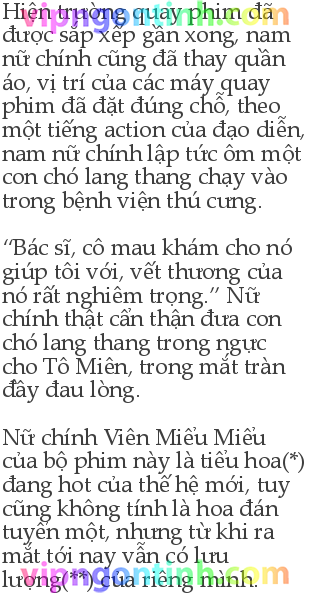 Hiện trường quay phim đã
được sắp xếp gần xong, nam
nữ chính cũng đã thay quần
áo, vị trí của các máy quay
phim đã đặt đúng chỗ, theo
một tiếng action của đạo diễn,
nam nữ chính lập tức ôm một
con chó lang thang chạy vào
trong bệnh viện thú cưng.
“Bác sĩ, cô mau khám cho nó
giúp tôi với, vết thương của
nó rất nghiêm trọng.” Nữ
chính thật cẩn thận đưa con
chó lang thang trong ngực
cho Tô Miên, trong mắt tràn
đầy đau lòng.
Nữ chính Viên Miểu Miểu
của bộ phim này là tiểu hoa(*)
đang hot của thế hệ mới, tuy
cũng không tính là hoa đán
tuyến một, nhưng từ khi ra
mắt tới nay vẫn có lưu
lượng(**) của riêng mình.
vipngontinh.com
vipngontinh.com